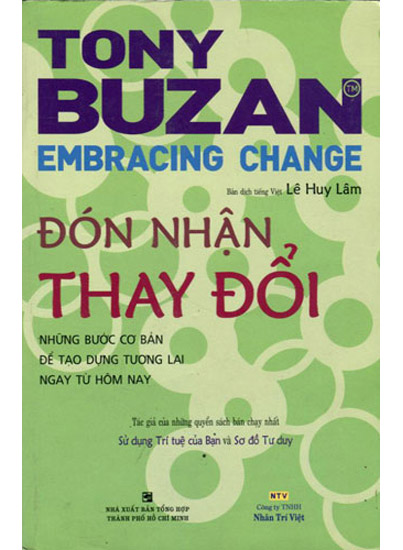 TONY
BUZAN™
EMBRACING CHANGE
Bản dịch tiếng Việt Lê Huy Lâm
ĐÓN NHẬN
THAY ĐỔI
NHỮNG BƯỚC CƠ BẢN
ĐỂ TẠO DỰNG TƯƠNG LAI
NGAY TỪ HÔM NAY
Tác giả của những quyển sách bán chạy nhất
Sử dụng Trí tuệ của Bạn và Sơ đồ Tư duy
NHÀ XUẤT BẢN TỔNG HỢP
THÀNH PHỐ HỒ CHÍ MINH
NTV
Công ty TNHH
Nhân Trí Việt